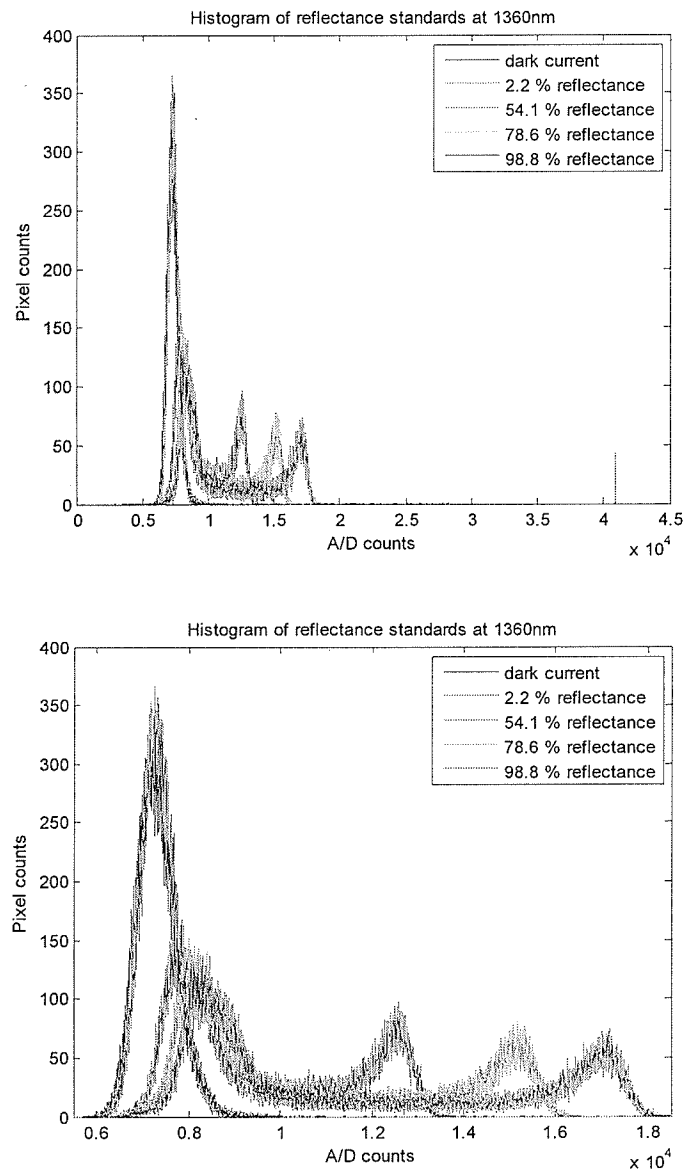 Histogram of reflectance standards at 1360nm
400
350
300
250
200
150
100
50
0
Pixel counts
dark current
2.2 % reflectance
54.1 % reflectance
78.6 % reflectance
98.8 % reflectance
0 0.5 1 1.5 2 2.5 3 3.5 4 4.5
A/D counts
x 10^4
Histogram of reflectance standards at 1360nm
400
350
300
250
200
150
100
50
0
Pixel counts
dark current
2.2 % reflectance
54.1 % reflectance
78.6 % reflectance
98.8 % reflectance
0.6 0.8 1 1.2 1.4 1.6 1.8
A/D counts
x 10^4